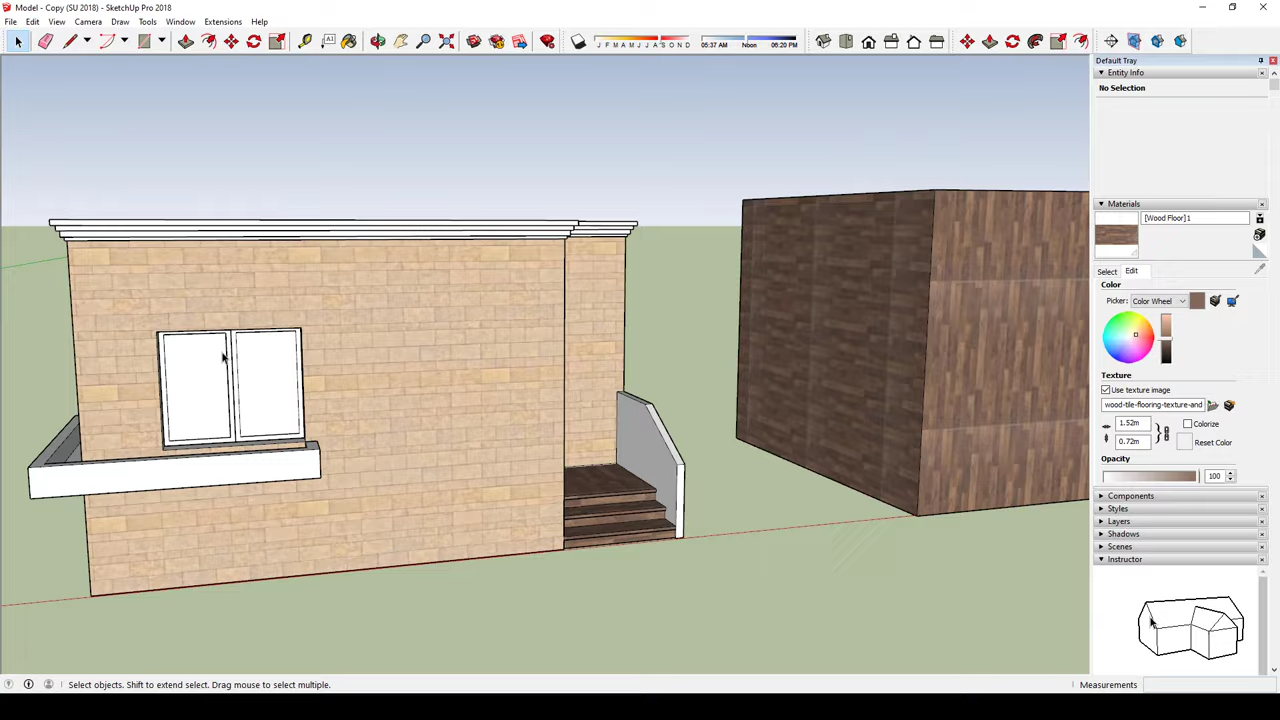 Model - Copy (SU 2018) - SketchUp Pro 2018
File Edit View Camera Draw Tools Window Extensions Help
J F M A M J J A S O N D
05:37 AM Noon 06:20 PM
Default Tray
Entity Info
No Selection
Materials
[Wood Floor]1
Select Edit
Color
Picker: Color Wheel
Texture
Use texture image
wood-tile-flooring-texture-and
1.52m
Colorize
0.72m
Reset Color
Opacity
100
Components
Styles
Layers
Shadows
Scenes
Instructor
Select objects. Shift to extend select. Drag mouse to select multiple.
Measurements